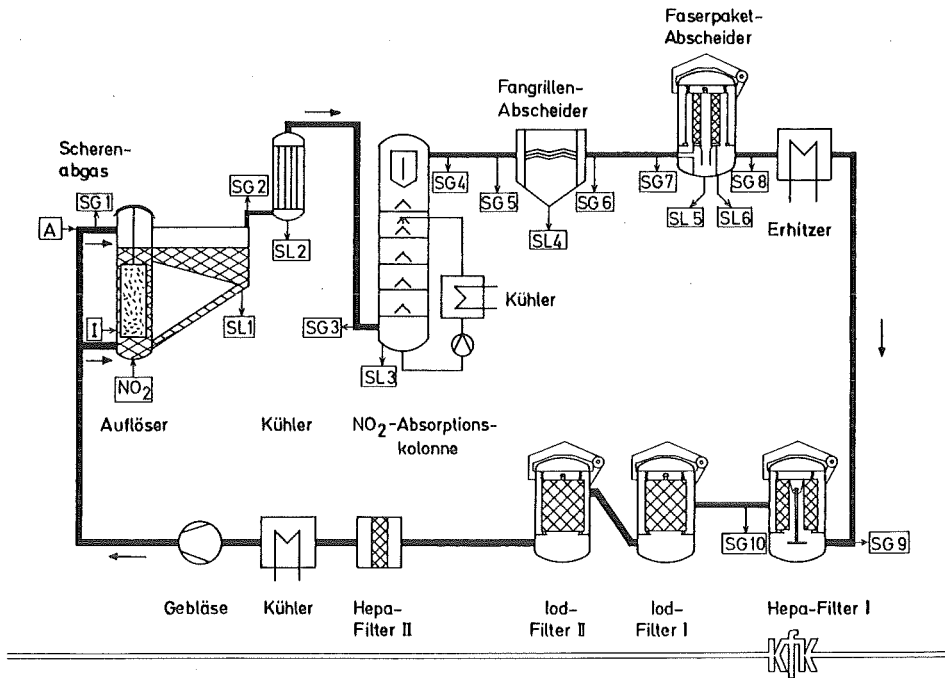 Faserpaket-
Abscheider
Fangrillen-
Abscheider
Scheren-
abgas
SG1
SG2
SG4
SG5
SG6
SG7
SG8
A
SL2
SL4
SL5
SL6
Erhitzer
I
SL1
SG3
Kühler
SL3
NO2
Auflöser
Kühler
NO2-Absorptions-
kolonne
SG10
SG9
Gebläse
Kühler
Hepa-
Filter II
Iod-
Filter II
Iod-
Filter I
Hepa-Filter I
KfK